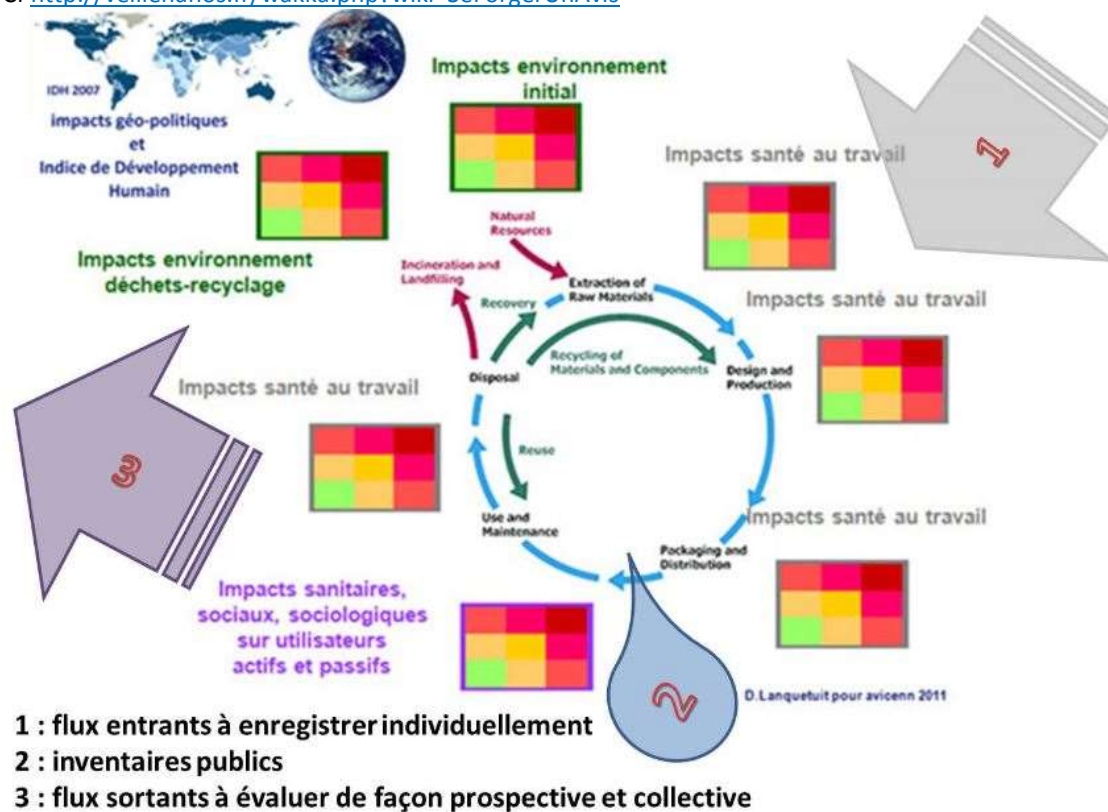 IDH 2007
impacts géo-politiques
et
Indice de Développement
Humain
Impacts environnement
initial
Impacts santé au travail
1
Impacts environnement
déchets-recyclage
Natural
Resources
Incineration and
Landfilling
Extraction of
Raw Materials
Recovery
Impacts santé au travail
Recycling of
Materials and Components
Disposal
Design and
Production
Impacts santé au travail
3
Reuse
Use and
Maintenance
Impacts santé au travail
Packaging and
Distribution
Impacts sanitaires,
sociaux, sociologiques
sur utilisateurs
actifs et passifs
2
D.Lanquetuit pour avicenn 2011
1 : flux entrants à enregistrer individuellement
2 : inventaires publics
3 : flux sortants à évaluer de façon prospective et collective